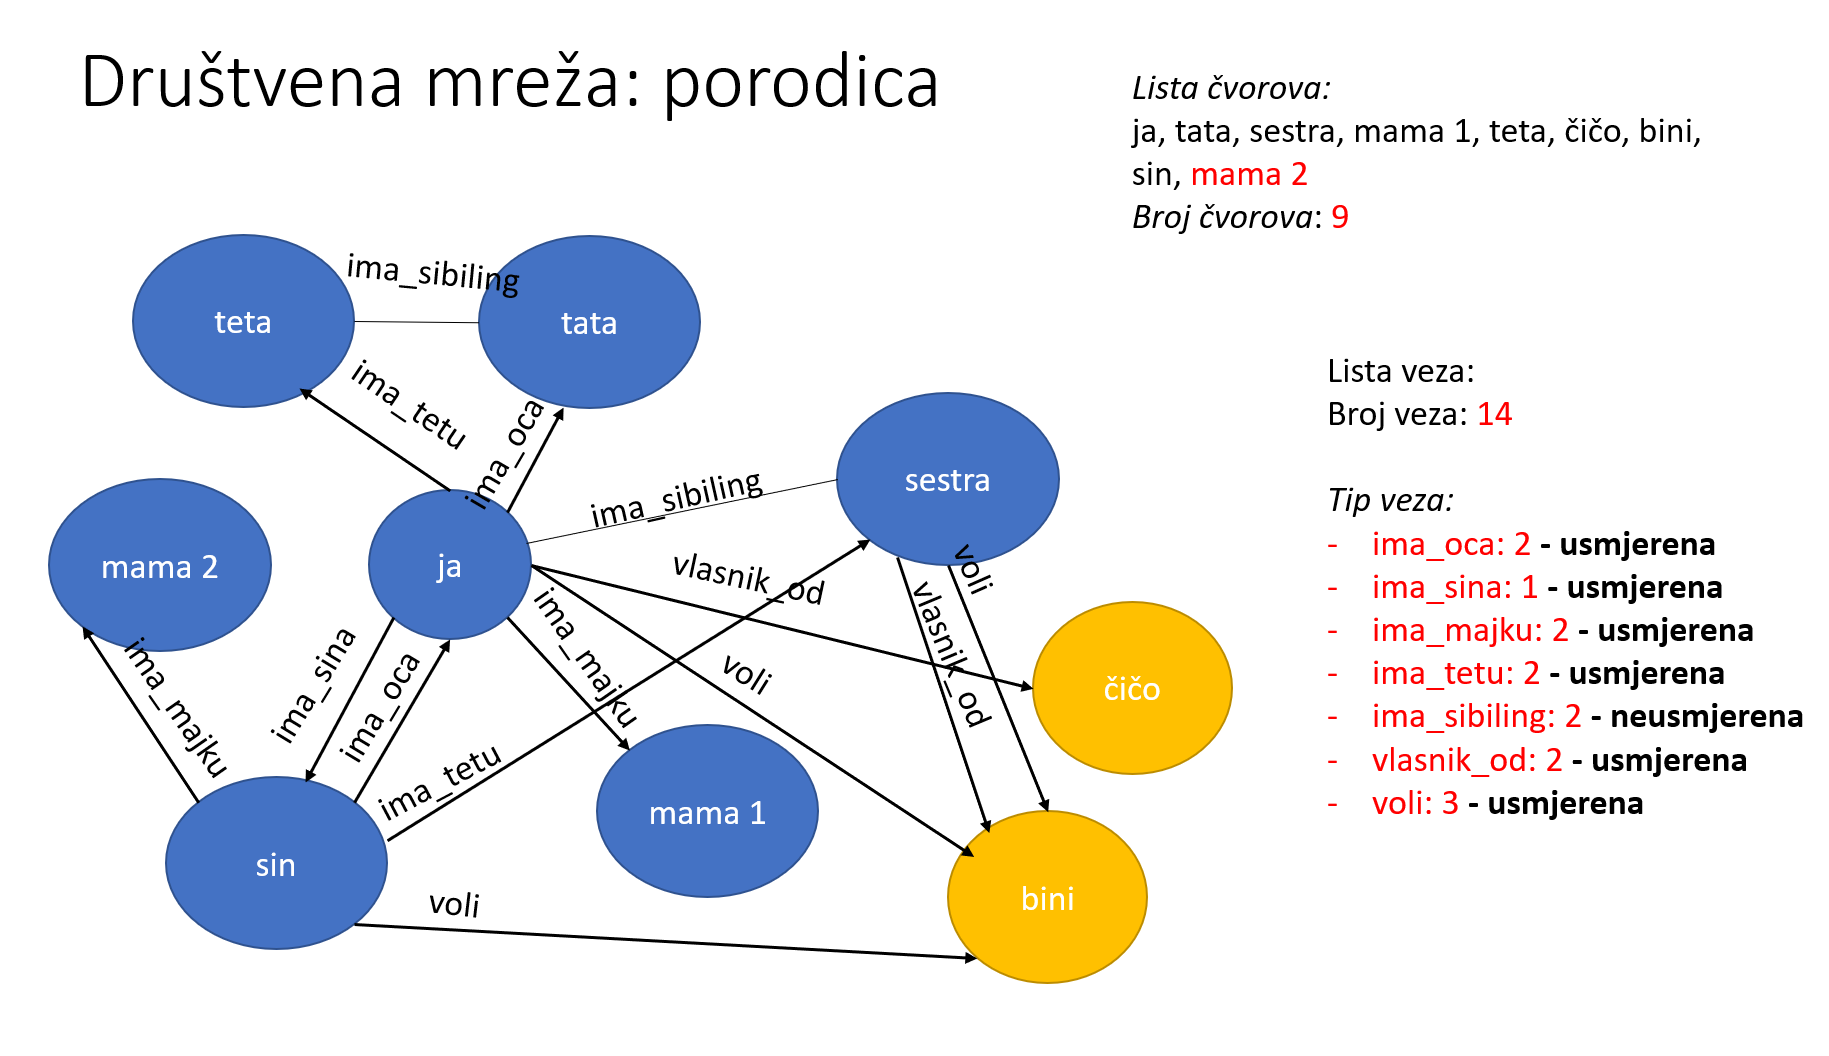 Društvena mreža: porodica
Lista čvorova:
ja, tata, sestra, mama 1, teta, čičo, bini,
sin, mama 2
Broj čvorova: 9
ima_sibiling
teta
tata
ima_tetu
ima_oca
Lista veza:
Broj veza: 14
Tip veza:
- ima_oca: 2 - usmjerena
- ima_sina: 1 - usmjerena
- ima_majku: 2 - usmjerena
- ima_tetu: 2 - usmjerena
- ima_sibiling: 2 - neusmjerena
- vlasnik_od: 2 - usmjerena
- voli: 3 - usmjerena
sestra
ima_sibiling
mama 2
ja
vlasnik_od
voli
vlasnik_od
ima_majku
ima_sina
ima_oca
ima_majku
voli
čičo
ima_tetu
mama 1
sin
voli
bini